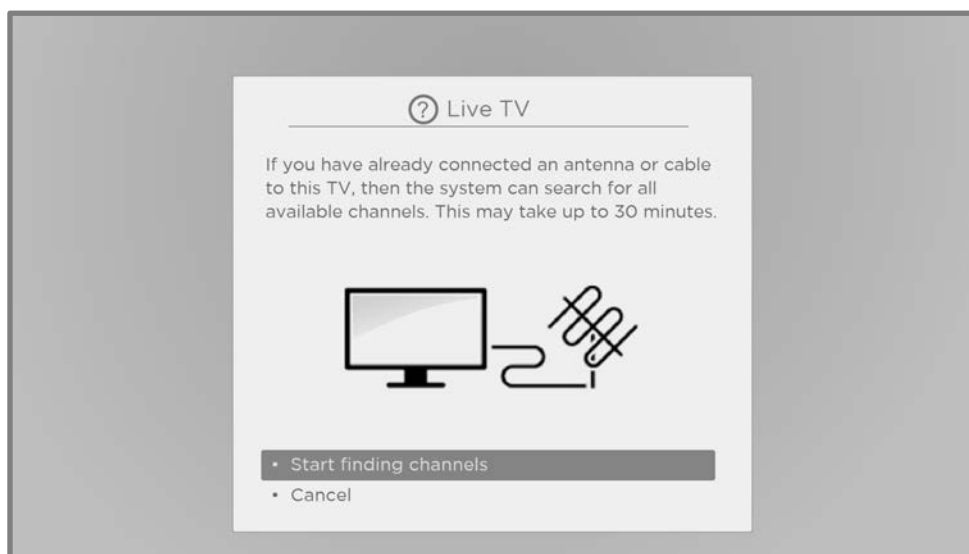 ? Live TV
If you have already connected an antenna or cable
to this TV, then the system can search for all
available channels. This may take up to 30 minutes.
• Start finding channels
• Cancel